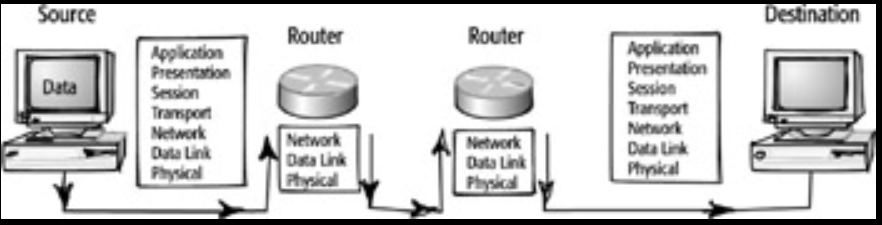 Source
Data
Application
Presentation
Session
Transport
Network
Data Link
Physical
Router
Network
Data Link
Physical
Router
Network
Data Link
Physical
Application
Presentation
Session
Transport
Network
Data Link
Physical
Destination